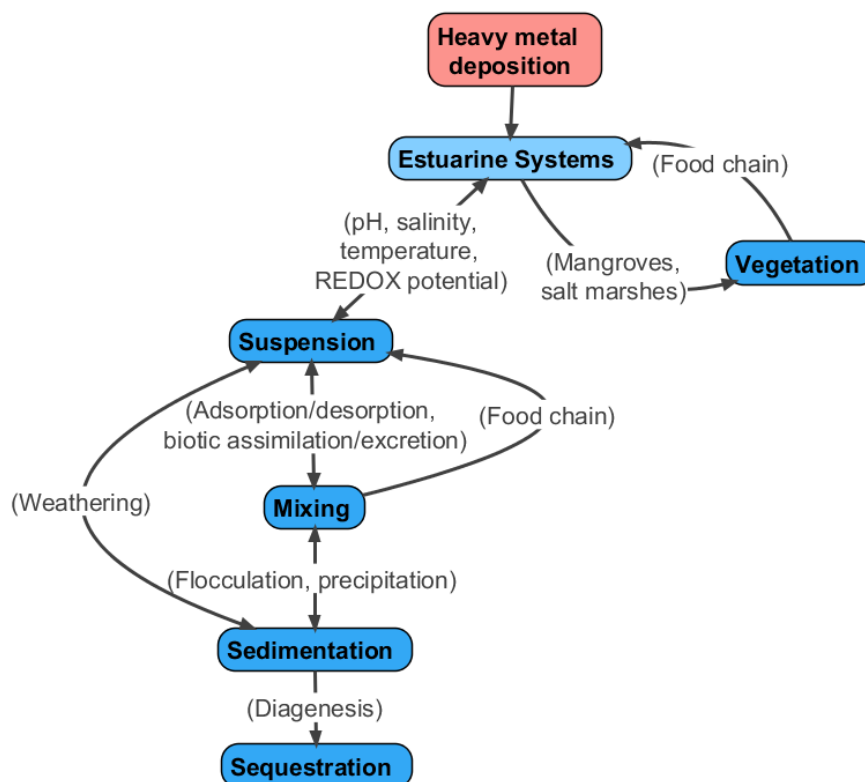 Heavy metal
deposition
Estuarine Systems
(Food chain)
(pH, salinity,
temperature,
REDOX potential)
(Mangroves,
salt marshes)
Vegetation
Suspension
(Adsorption/desorption,
biotic assimilation/excretion)
(Food chain)
(Weathering)
Mixing
(Flocculation, precipitation)
Sedimentation
(Diagenesis)
Sequestration